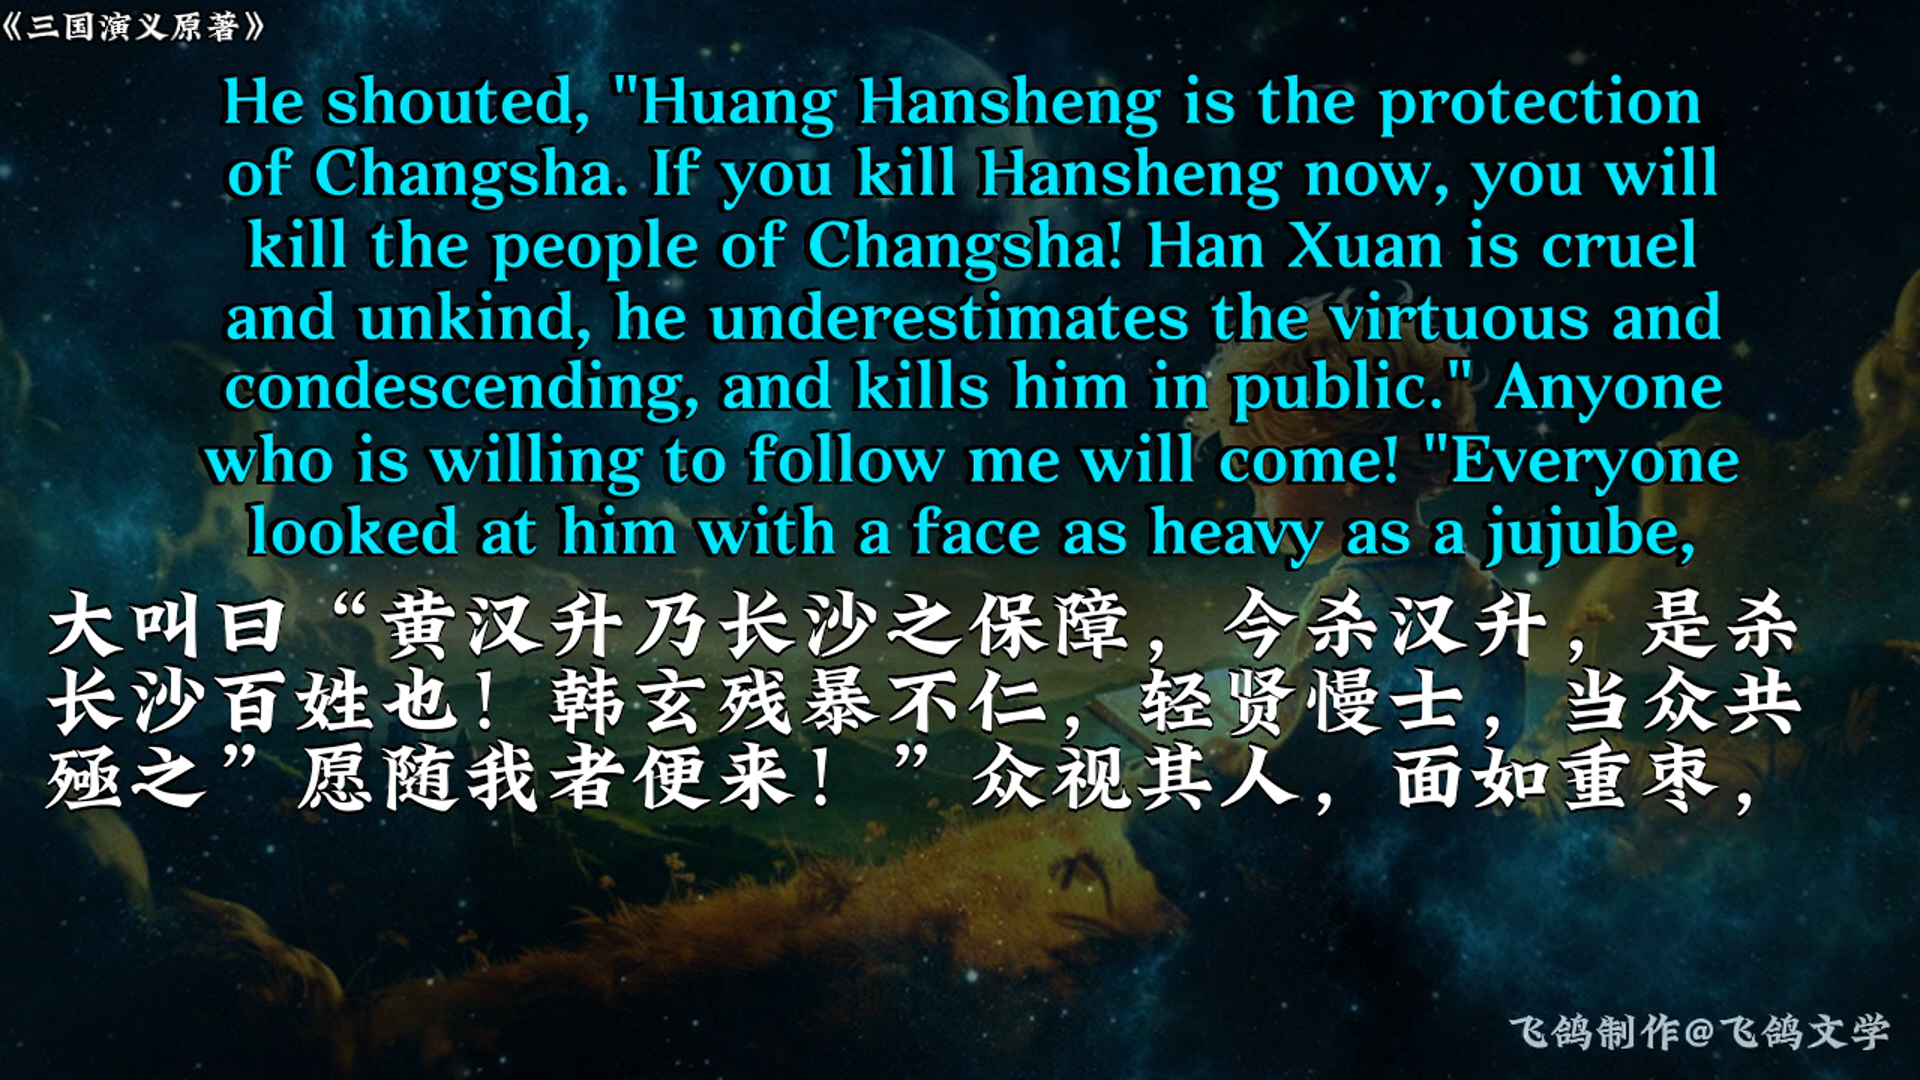 《三国演义原著》
He shouted, "Huang Hansheng is the protection
of Changsha. If you kill Hansheng now, you will
kill the people of Changsha! Han Xuan is cruel
and unkind, he underestimates the virtuous and
condescending, and kills him in public." Anyone
who is willing to follow me will come! "Everyone
looked at him with a face as heavy as a jujube,
大叫曰“黄汉升乃长沙之保障，今杀汉升，是杀
长沙百姓也！韩玄残暴不仁，轻贤慢士，当众共
殛之”愿随我者便来！”众视其人，面如重枣，
飞鸽制作@飞鸽文学